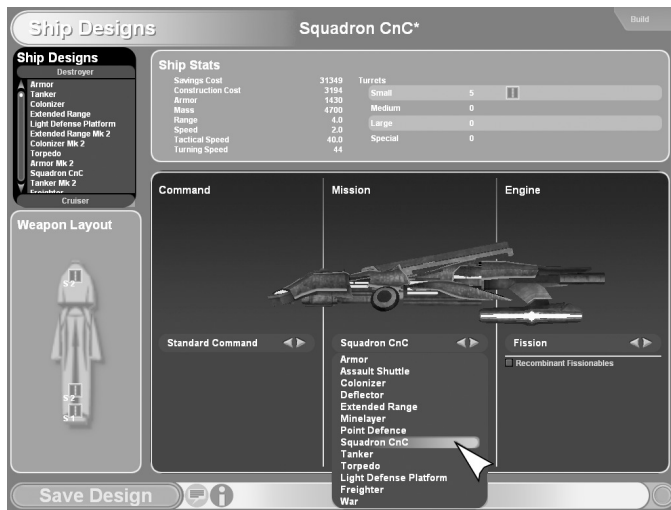 Ship Designs
Squadron CnC*
Build
Ship Designs
Destroyer
Armor
Tanker
Colonizer
Extended Range
Light Defense Platform
Extended Range Mk 2
Colonizer Mk 2
Torpedo
Armor Mk 2
Squadron CnC
Tanker Mk 2
Freighter
Cruiser
Ship Stats
Savings Cost 31349
Construction Cost 3194
Armor 1430
Mass 4700
Range 4.0
Speed 2.0
Tactical Speed 40.0
Turning Speed 44
Turrets
Small 5
Medium 0
Large 0
Special 0
Weapon Layout
S 2
S 2
S 1
Command
Mission
Engine
Standard Command
Squadron CnC
Fission
Recombinant Fissionables
Armor
Assault Shuttle
Colonizer
Deflector
Extended Range
Minelayer
Point Defence
Squadron CnC
Tanker
Torpedo
Light Defense Platform
Freighter
War
Save Design